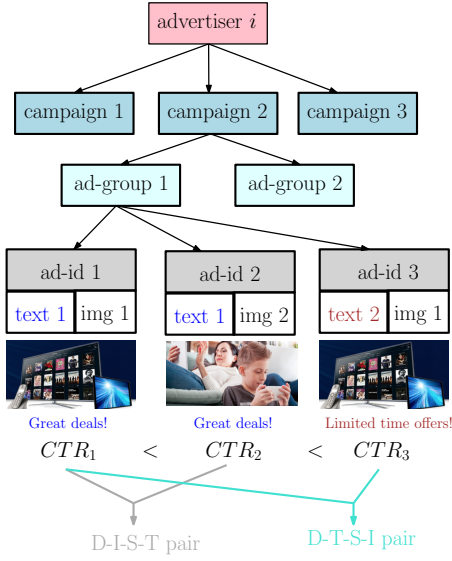 advertiser i
campaign 1
campaign 2
campaign 3
ad-group 1
ad-group 2
ad-id 1
ad-id 2
ad-id 3
text 1
img 1
text 1
img 2
text 2
img 1
Great deals!
Great deals!
Limited time offers!
CTR₁ < CTR₂ < CTR₃
D-I-S-T pair
D-T-S-I pair